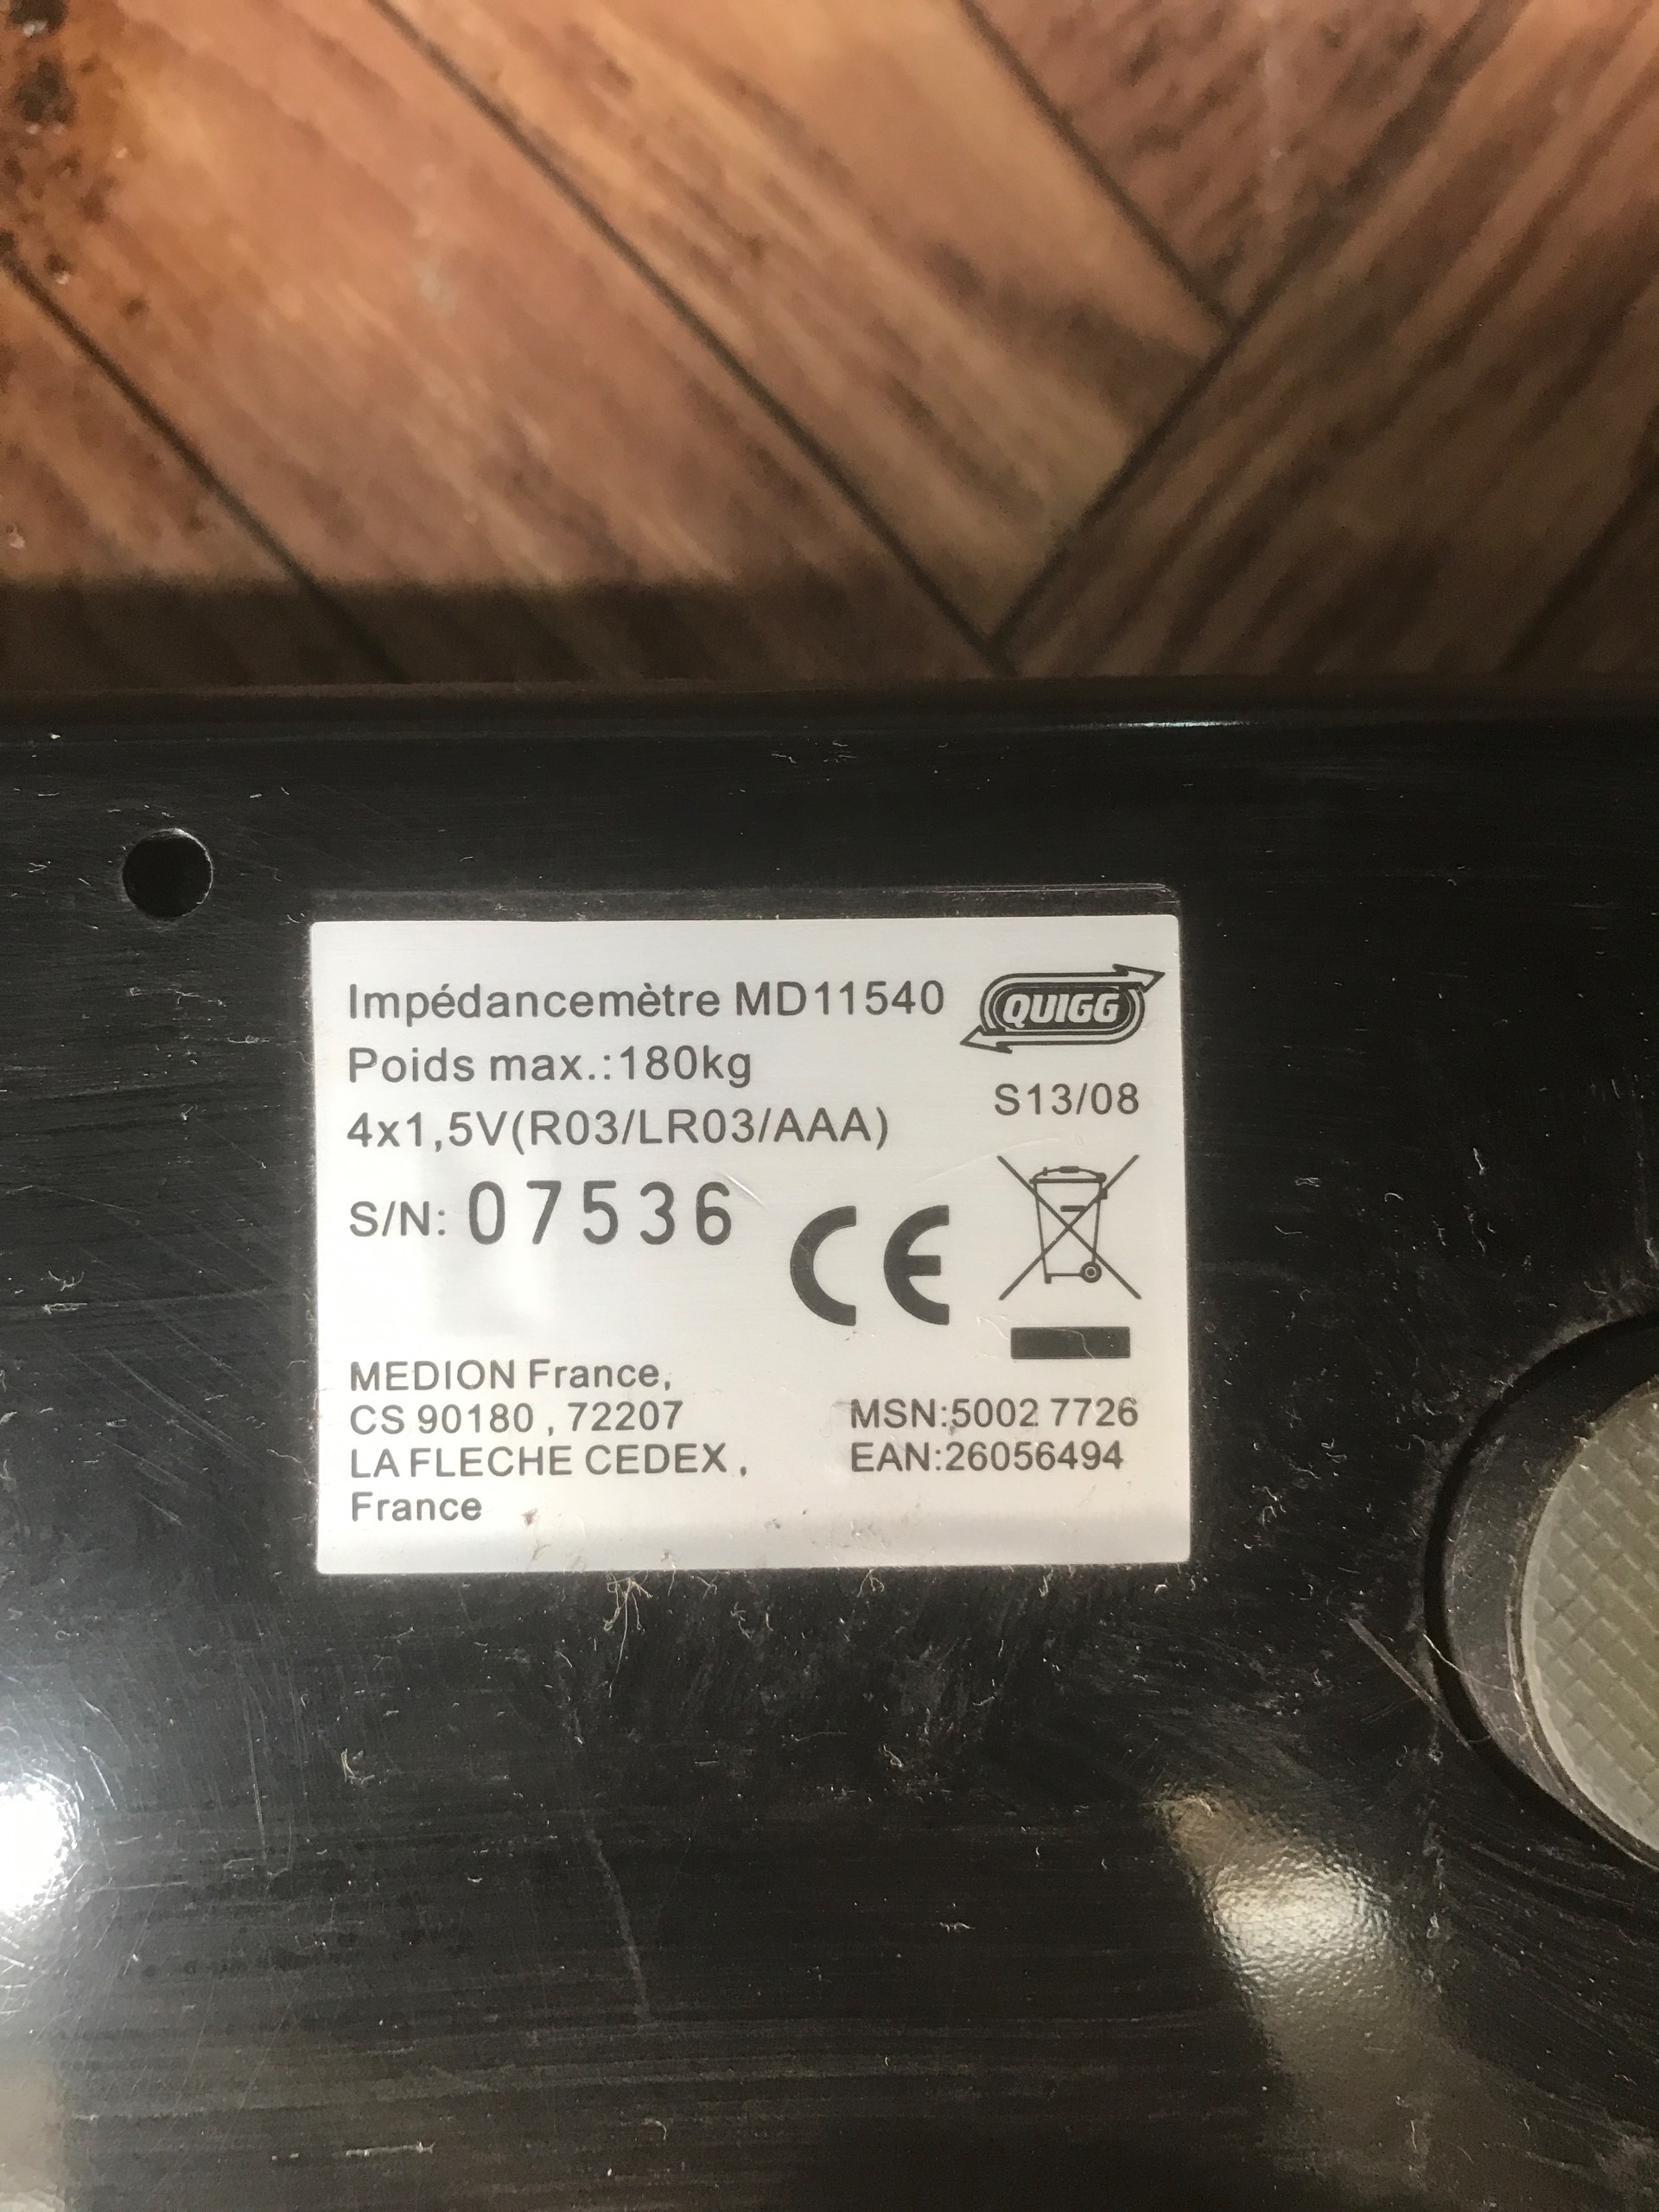 Impédancemètre MD11540
QUIGG
Poids max.:180kg
S13/08
4x1,5V(R03/LR03/AAA)
S/N: 07536
CE
MEDION France,
CS 90180 , 72207
LA FLECHE CEDEX ,
France
MSN:5002 7726
EAN:26056494